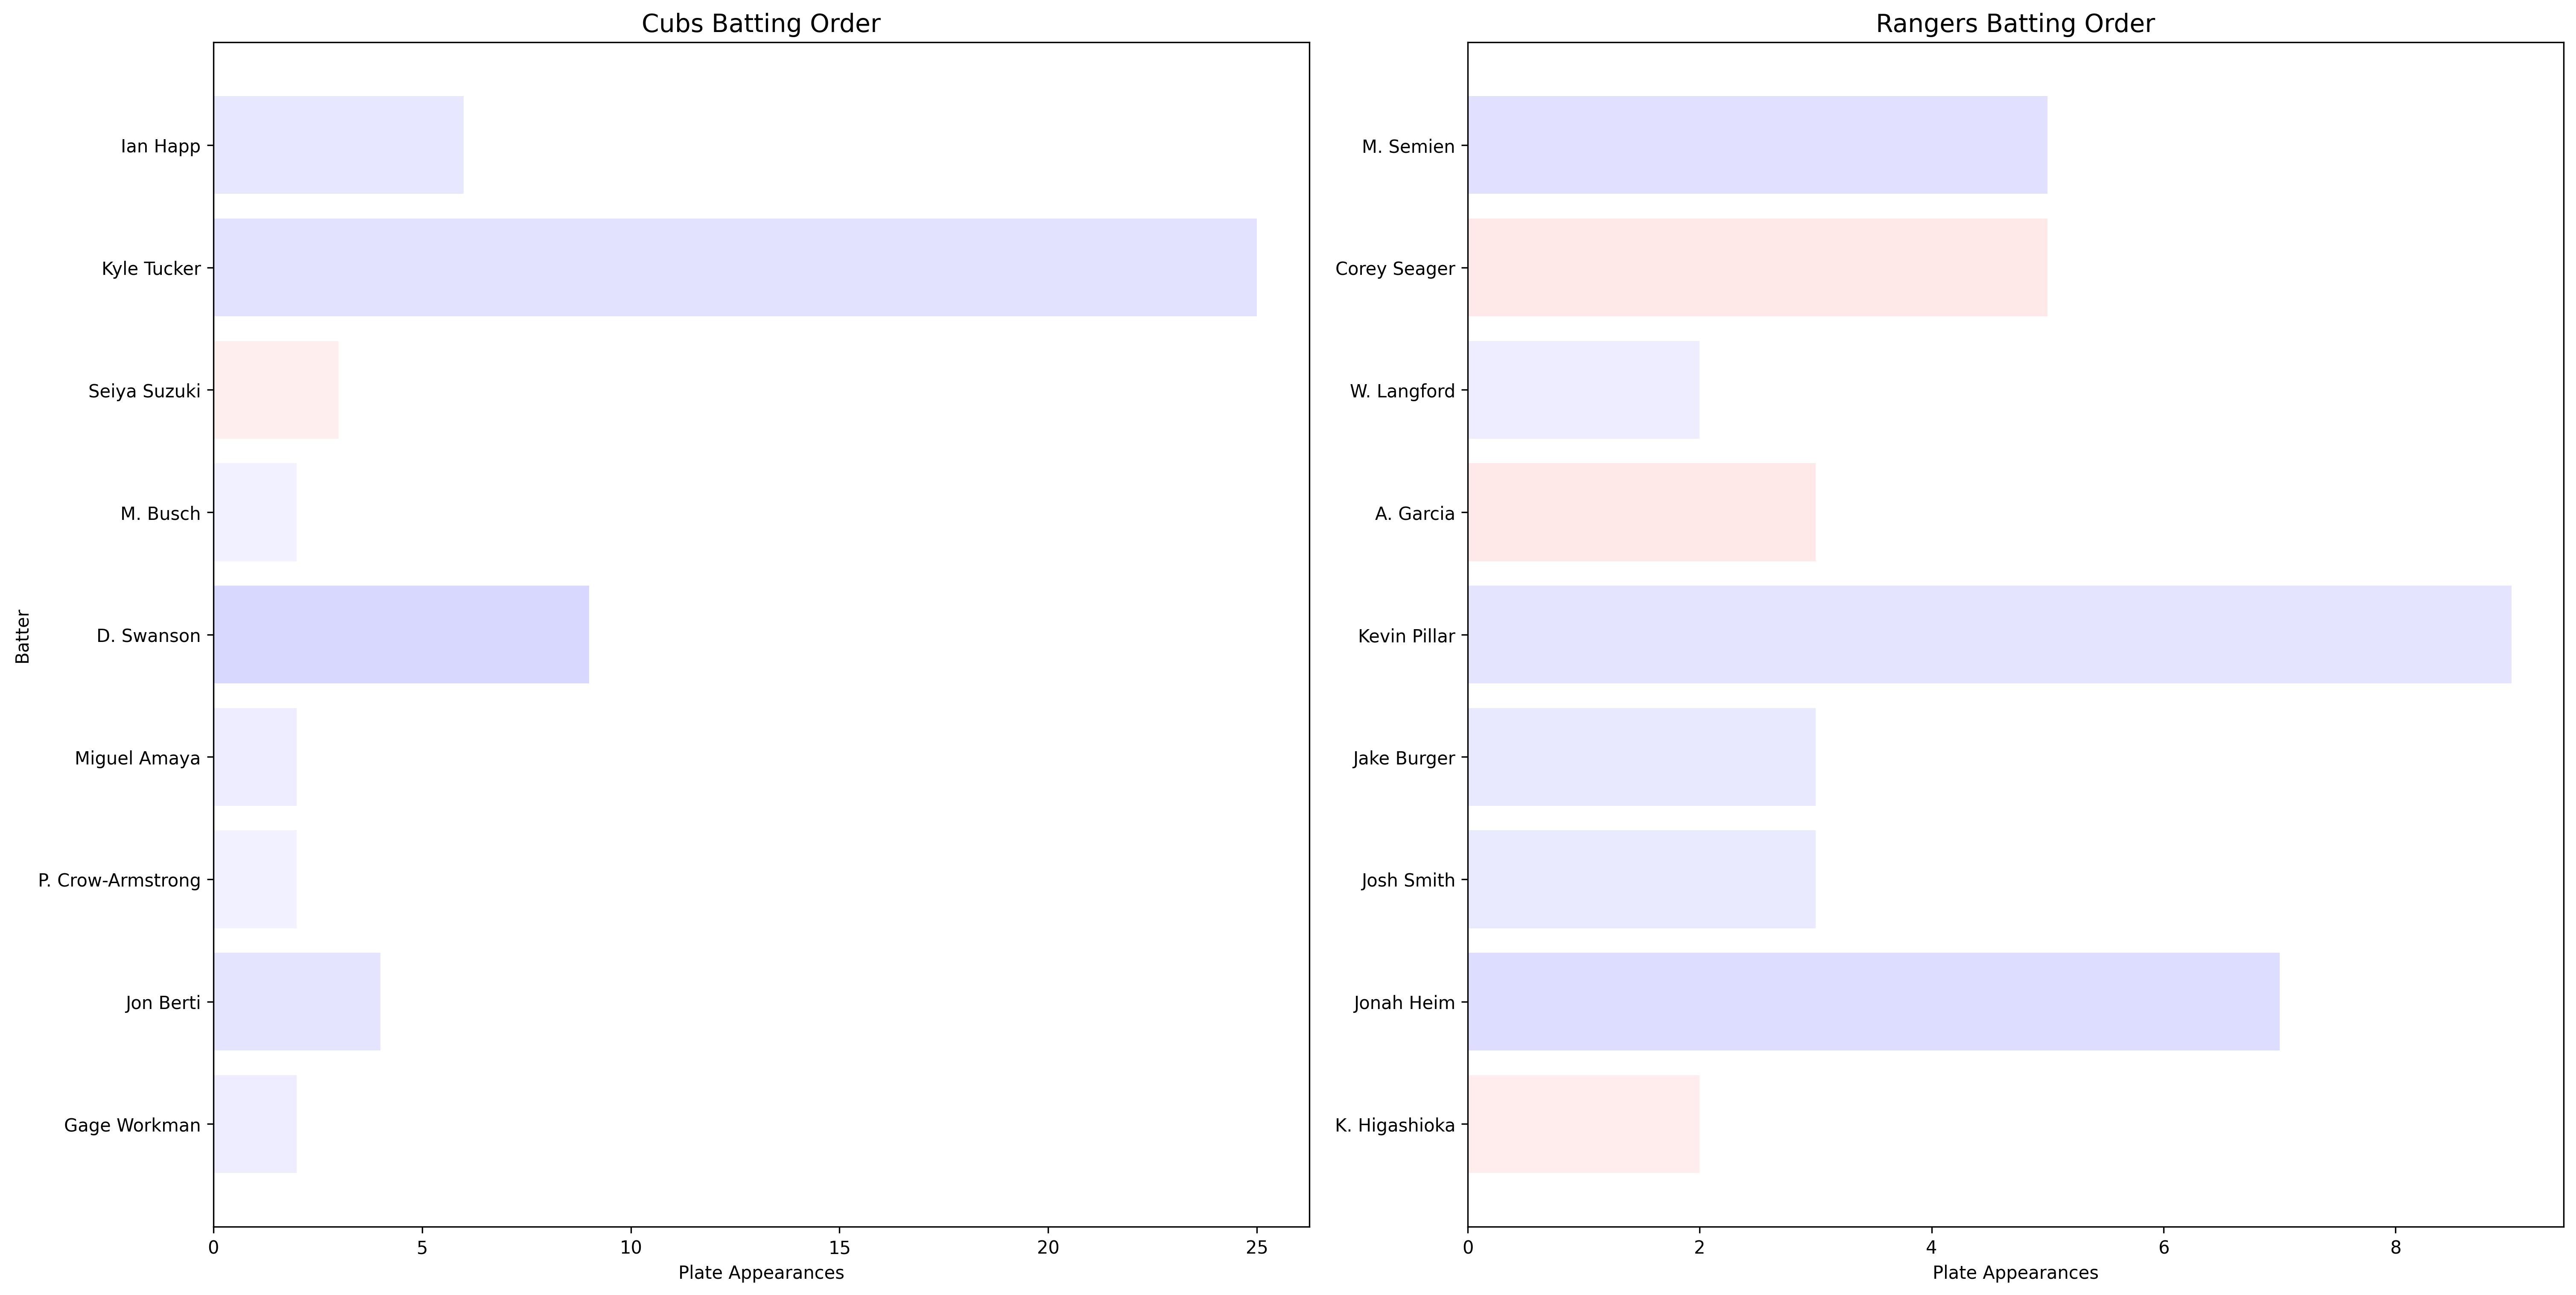 Cubs Batting Order
Batter
Ian Happ
Kyle Tucker
Seiya Suzuki
M. Busch
D. Swanson
Miguel Amaya
P. Crow-Armstrong
Jon Berti
Gage Workman
0 5 10 15 20 25
Plate Appearances
Rangers Batting Order
M. Semien
Corey Seager
W. Langford
A. Garcia
Kevin Pillar
Jake Burger
Josh Smith
Jonah Heim
K. Higashioka
0 2 4 6 8
Plate Appearances